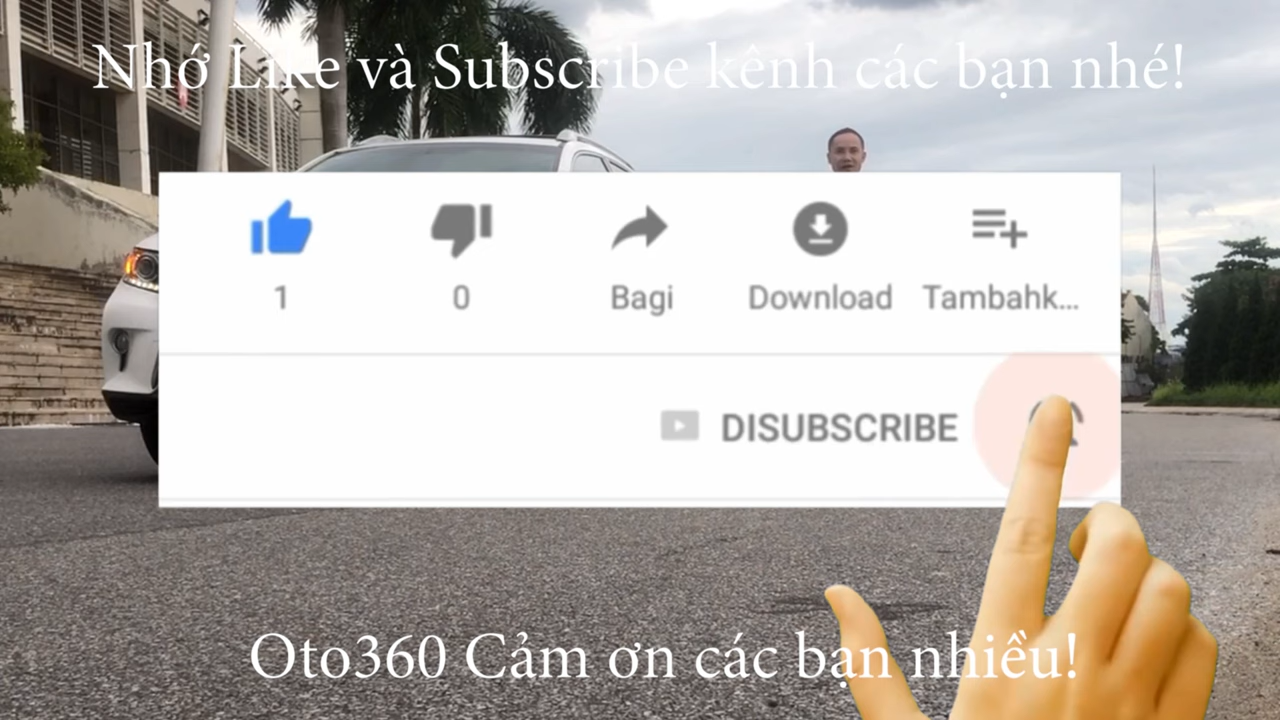 Nhớ Like và Subscribe kênh các bạn nhé!
1 0 Bagi Download Tambahk...
DISUBSCRIBE
Oto360 Cảm ơn các bạn nhiều!